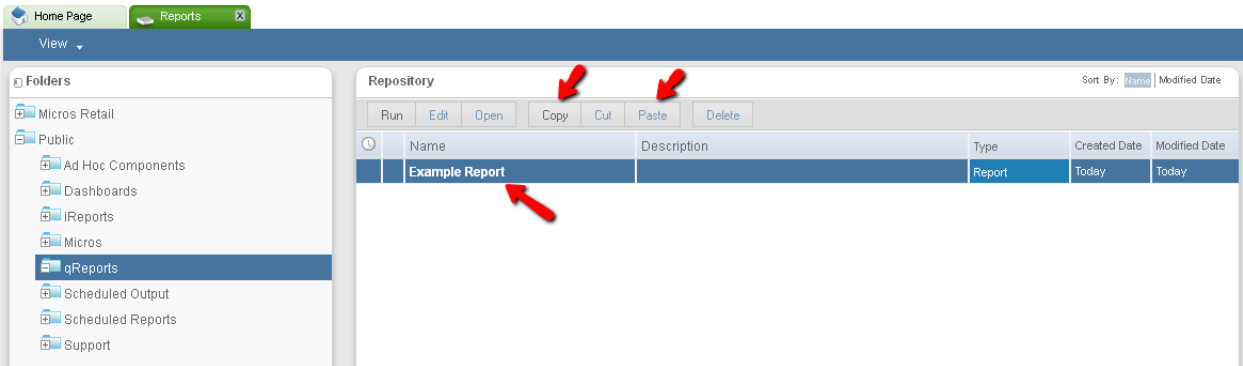 Home Page Reports x
View
Folders
Micros Retail
Public
Ad Hoc Components
Dashboards
iReports
Micros
qReports
Scheduled Output
Scheduled Reports
Support
Repository Sort By: Name Modified Date
Run Edit Open Copy Cut Paste Delete
Name Description Type Created Date Modified Date
Example Report Report Today Today